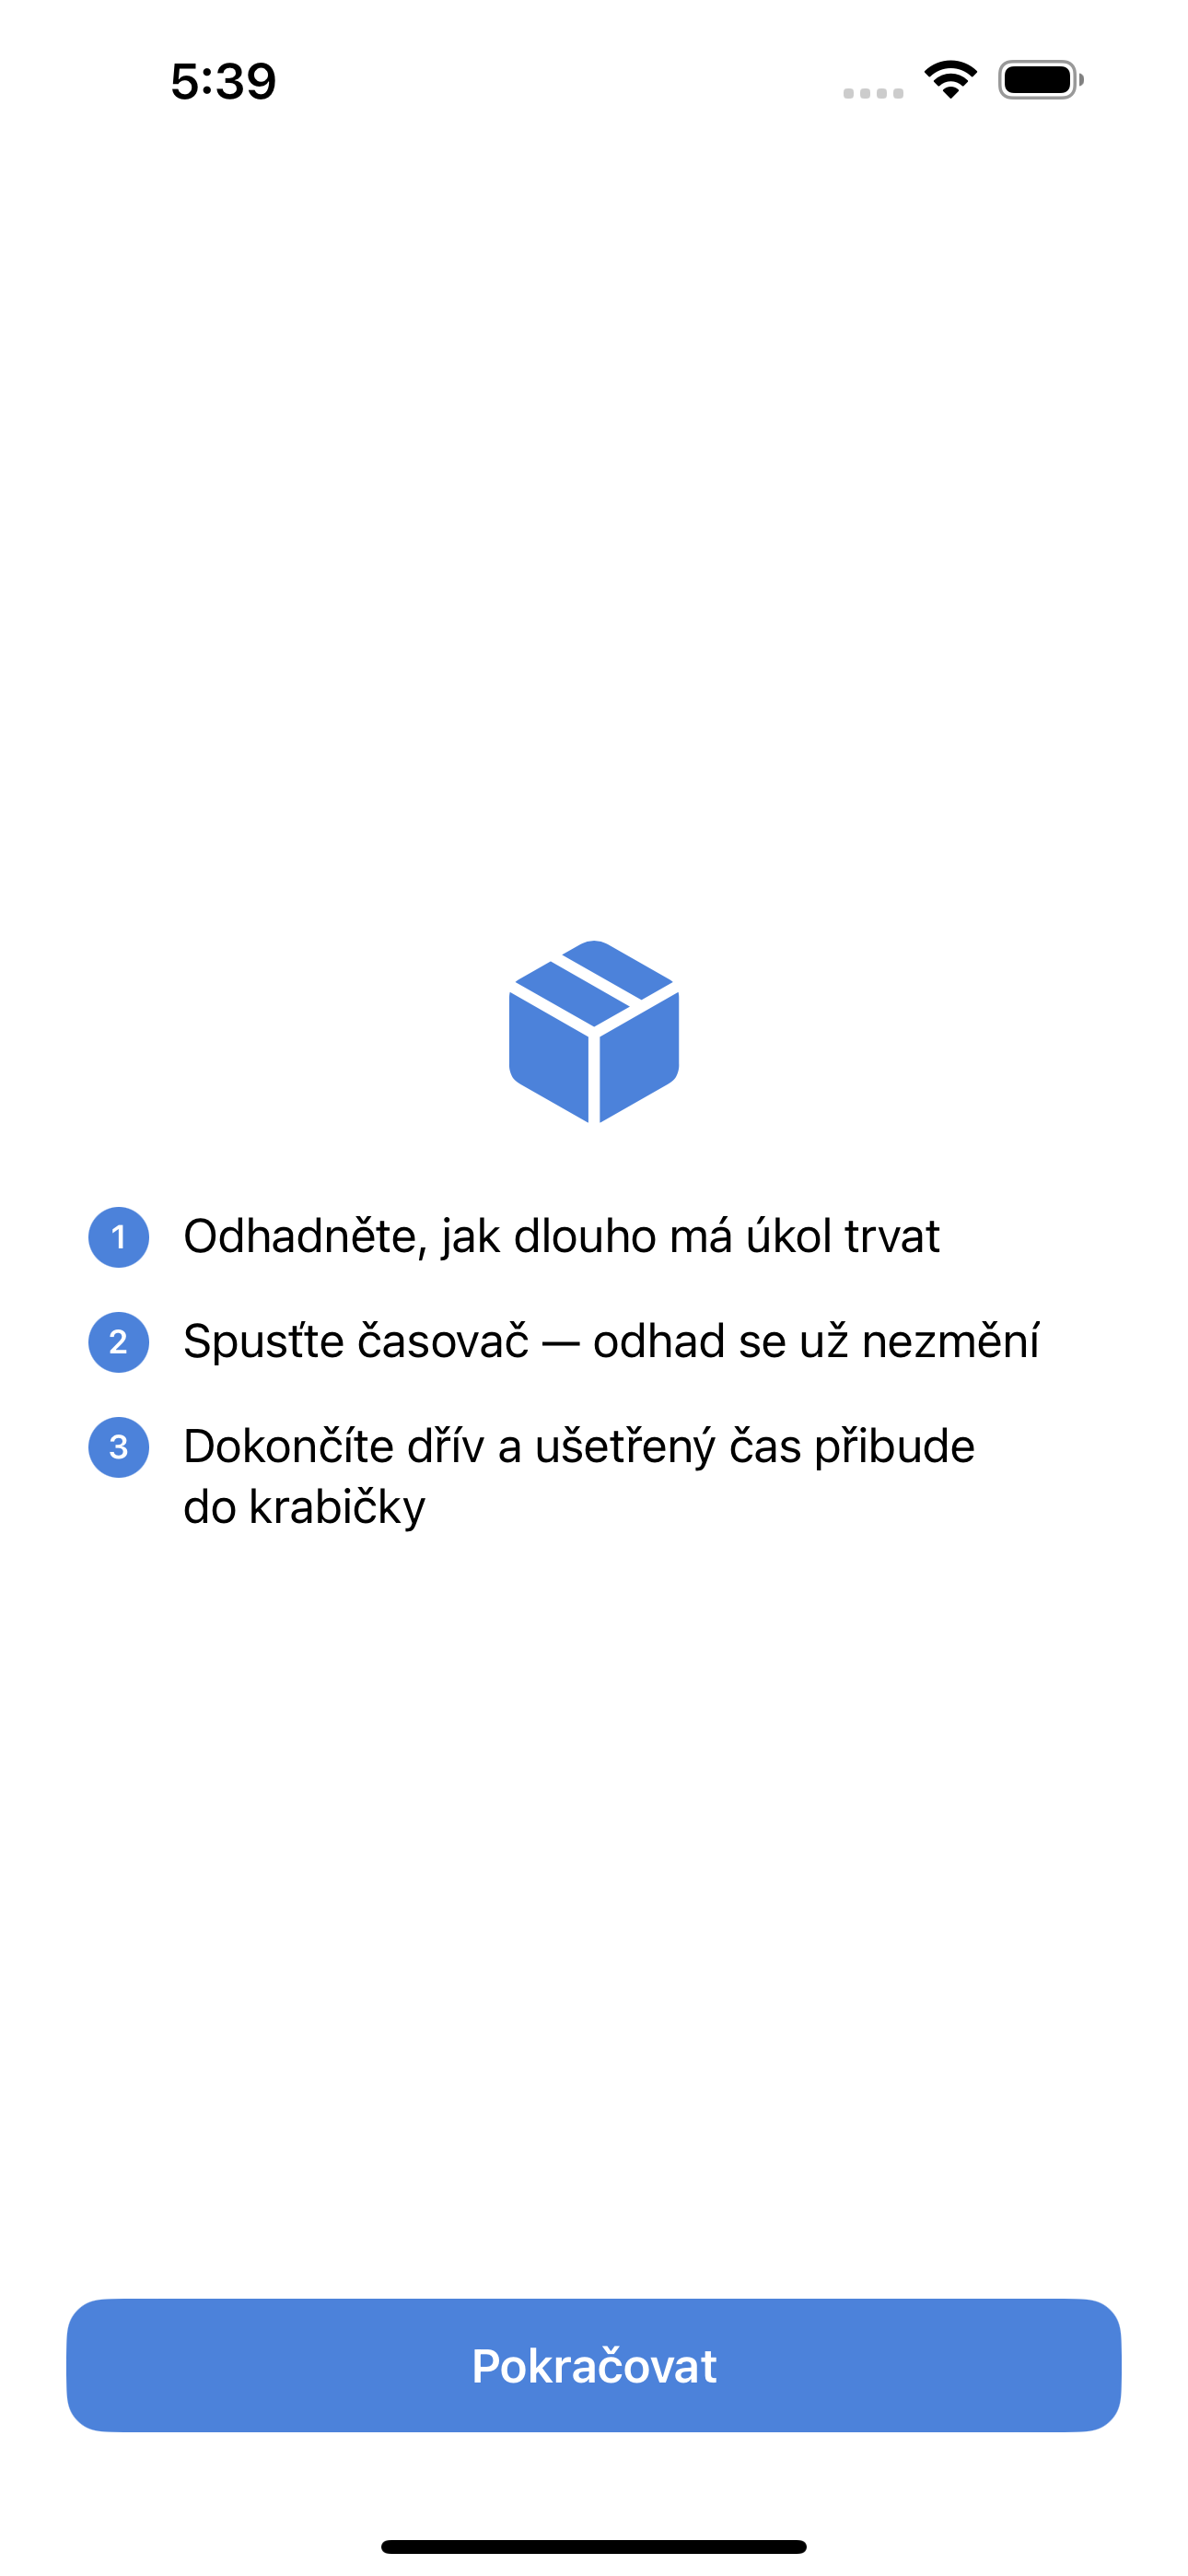 5:39
1 Odhadněte, jak dlouho má úkol trvat
2 Spusťte časovač — odhad se už nezmění
3 Dokončíte dřív a ušetřený čas přibude
do krabičky
Pokračovat